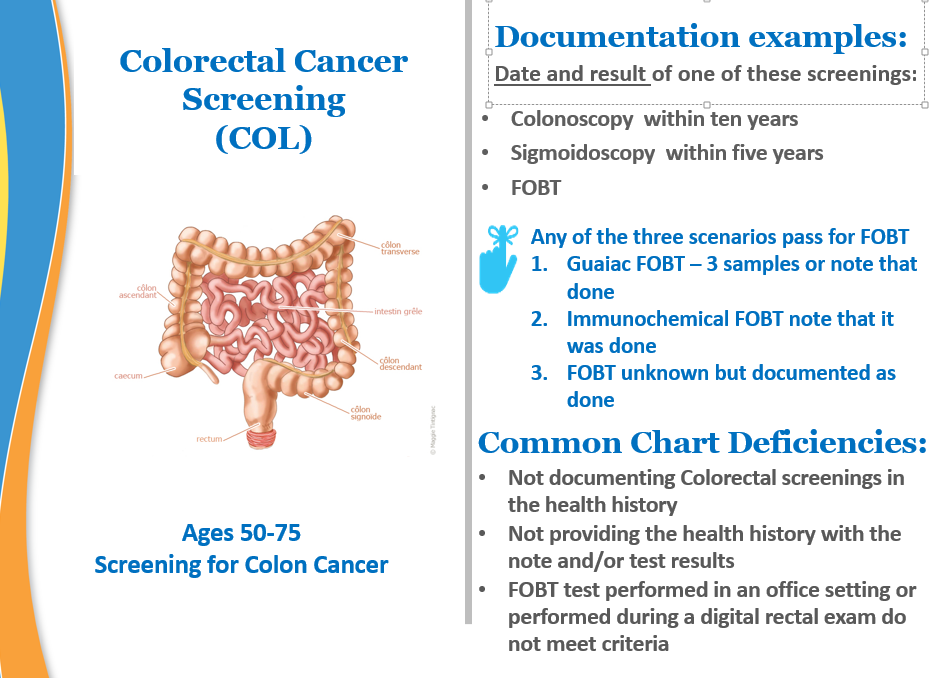 Colorectal Cancer
Screening
(COL)
côlon
transverse
côlon
ascendant
intestin grêle
côlon
descendant
caecum
côlon
signoïde
rectum
© Maggie
Ages 50-75
Screening for Colon Cancer
Documentation examples:
Date and result of one of these screenings:
• Colonoscopy within ten years
• Sigmoidoscopy within five years
• FOBT
Any of the three scenarios pass for FOBT
1. Guaiac FOBT – 3 samples or note that
done
2. Immunochemical FOBT note that it
was done
3. FOBT unknown but documented as
done
Common Chart Deficiencies:
• Not documenting Colorectal screenings in
the health history
• Not providing the health history with the
note and/or test results
• FOBT test performed in an office setting or
performed during a digital rectal exam do
not meet criteria